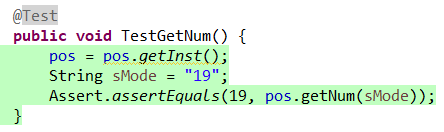 @Test
public void TestGetNum() {
    pos = pos.getInst();
    String sMode = "19";
    Assert.assertEquals(19, pos.getNum(sMode));
}